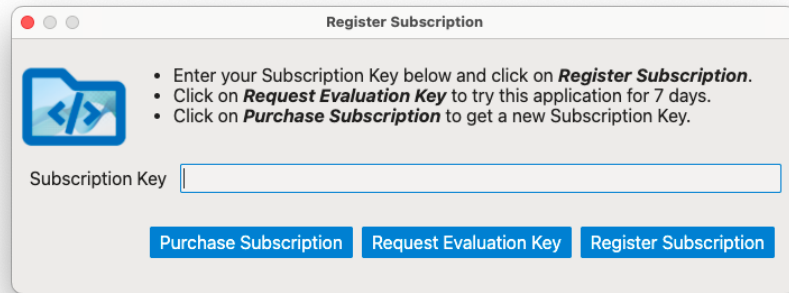 Register Subscription
• Enter your Subscription Key below and click on Register Subscription.
• Click on Request Evaluation Key to try this application for 7 days.
• Click on Purchase Subscription to get a new Subscription Key.
</>
Subscription Key
Purchase Subscription Request Evaluation Key Register Subscription